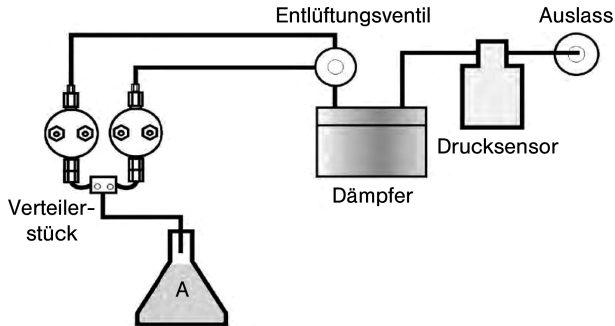 Entlüftungsventil
Auslass
Drucksensor
Dämpfer
Verteiler-
stück
A